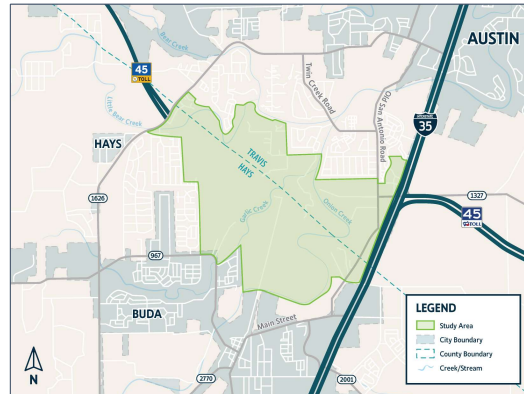 AUSTIN
Bear Creek
45
TOLL
Little Bear Creek
Twin Creek Road
Old San Antonio Road
INTERSTATE
35
HAYS
TRAVIS
HAYS
1626
1327
Garlic Creek
Onion Creek
45
TOLL
967
BUDA
Main Street
2770
2001
N
LEGEND
Study Area
City Boundary
County Boundary
Creek/Stream